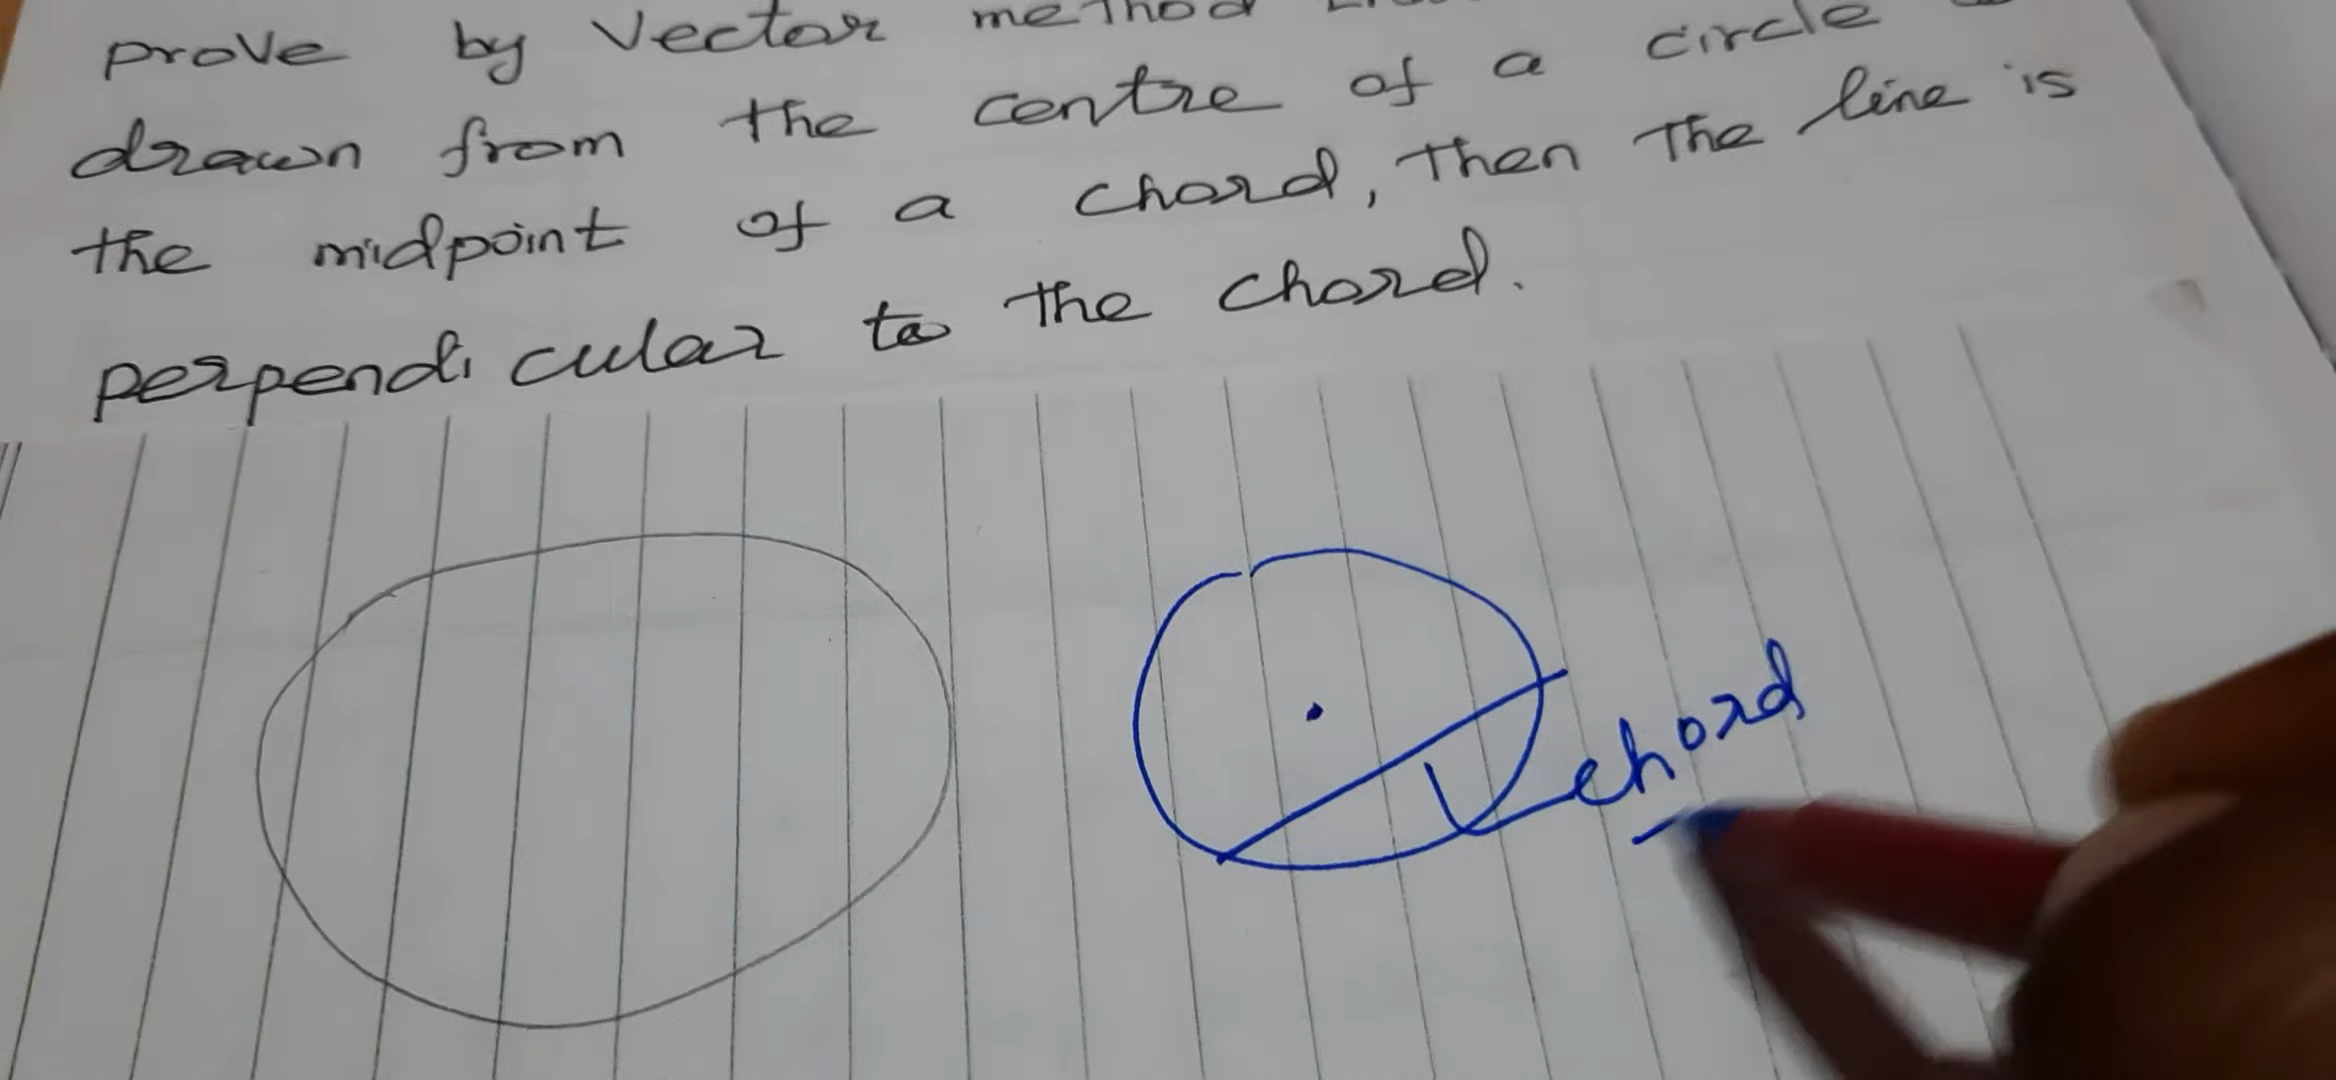 prove by Vector method
drawn from the centre of a circle
the midpoint of a chord, Then The line is
perpendicular to The chord.
chord